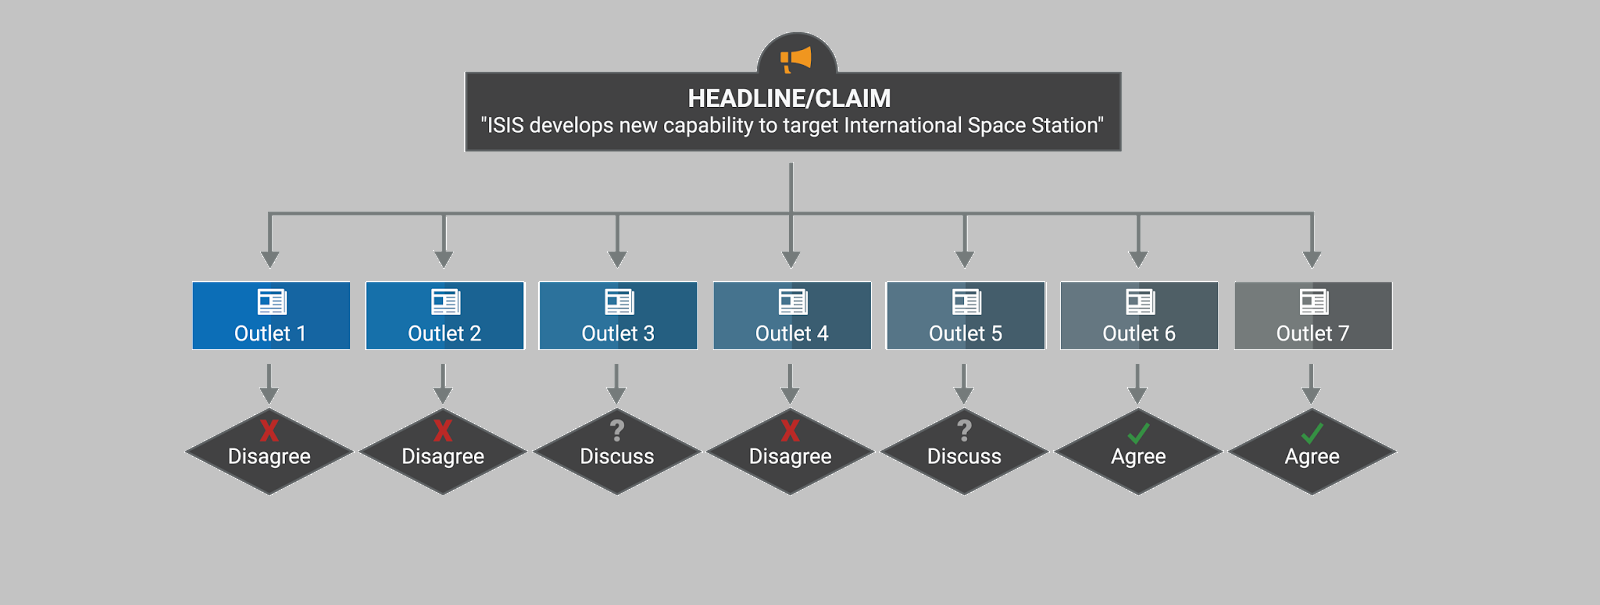 HEADLINE/CLAIM
"ISIS develops new capability to target International Space Station"
Outlet 1
Outlet 2
Outlet 3
Outlet 4
Outlet 5
Outlet 6
Outlet 7
X
Disagree
X
Disagree
?
Discuss
X
Disagree
?
Discuss
✓
Agree
✓
Agree